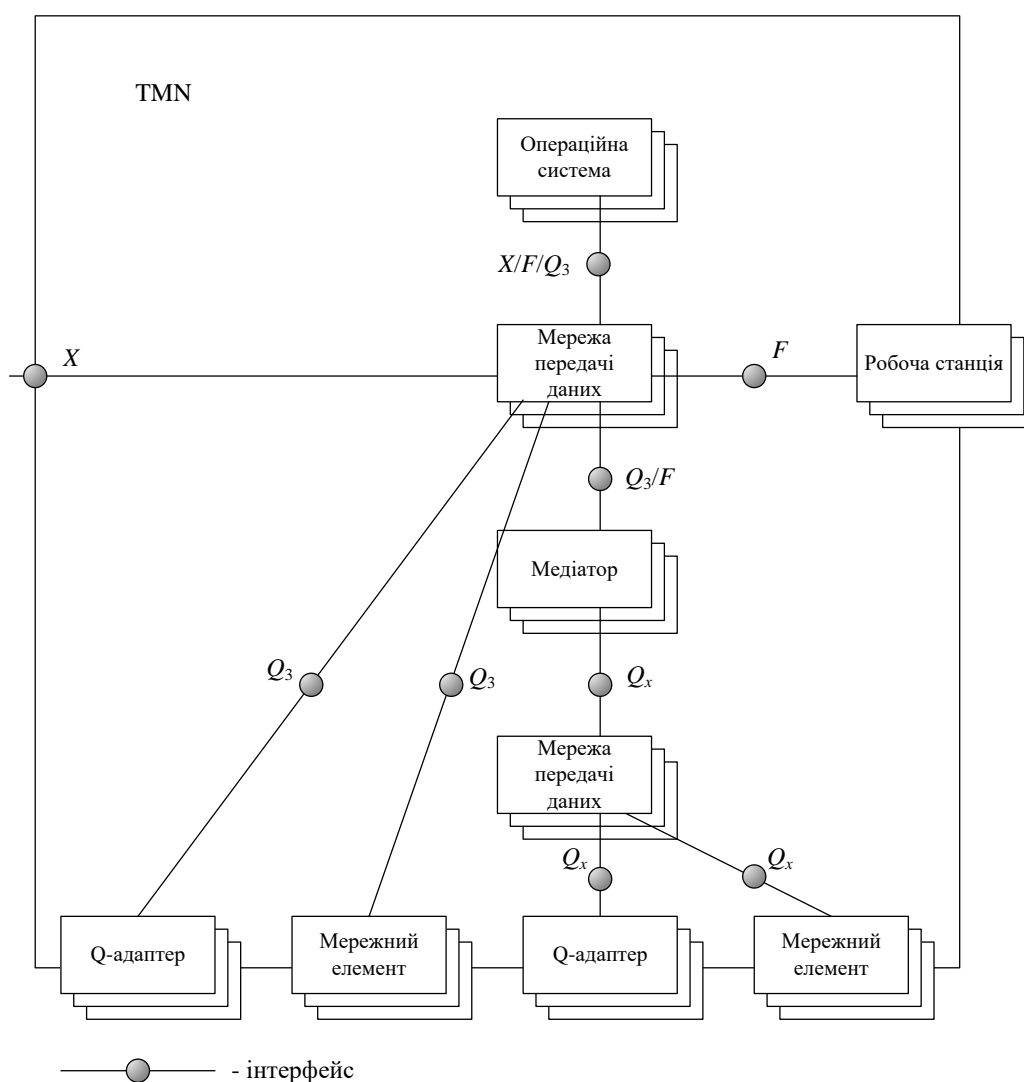 TMN
Операційна
система
X/F/Q₃
Мережа
передачі
даних
X
F
Робоча станція
Q₃/F
Медіатор
Q₃
Q₃
Qₓ
Мережа
передачі
даних
Qₓ
Qₓ
Q-адаптер
Мережний
елемент
Q-адаптер
Мережний
елемент
- інтерфейс